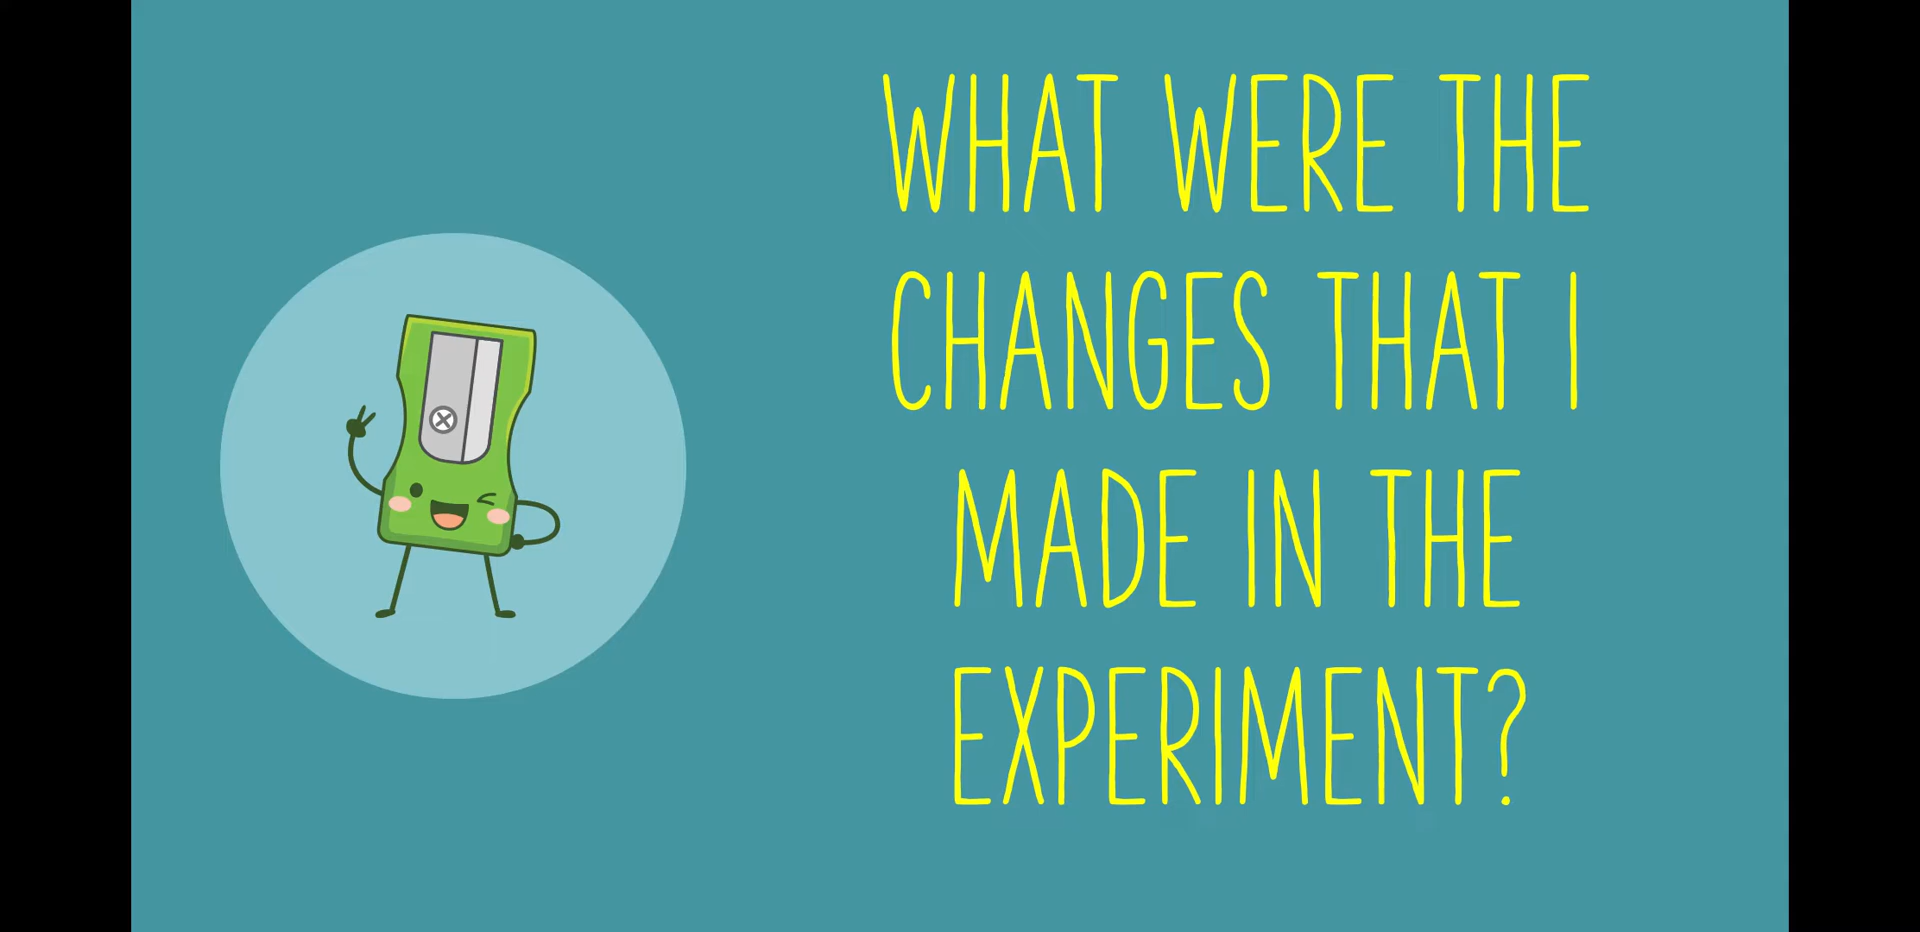 WHAT WERE THE
CHANGES THAT I
MADE IN THE
EXPERIMENT?